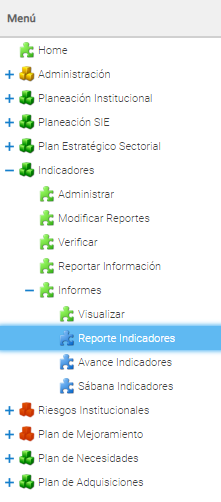 Menú
Home
Administración
Planeación Institucional
Planeación SIE
Plan Estratégico Sectorial
Indicadores
Administrar
Modificar Reportes
Verificar
Reportar Información
Informes
Visualizar
Reporte Indicadores
Avance Indicadores
Sábana Indicadores
Riesgos Institucionales
Plan de Mejoramiento
Plan de Necesidades
Plan de Adquisiciones